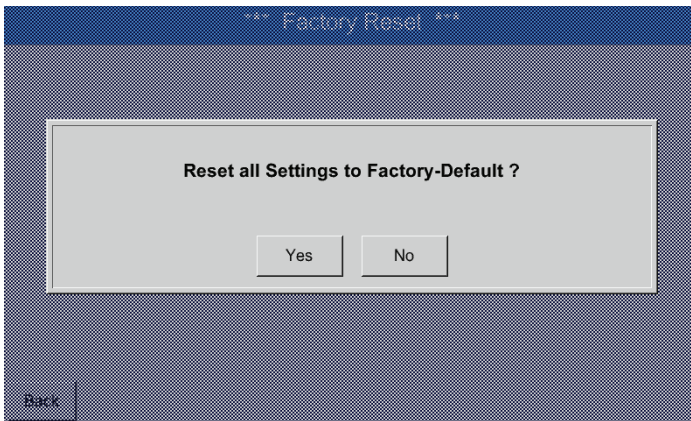 *** Factory Reset ***
Reset all Settings to Factory-Default ?
Yes No
Back